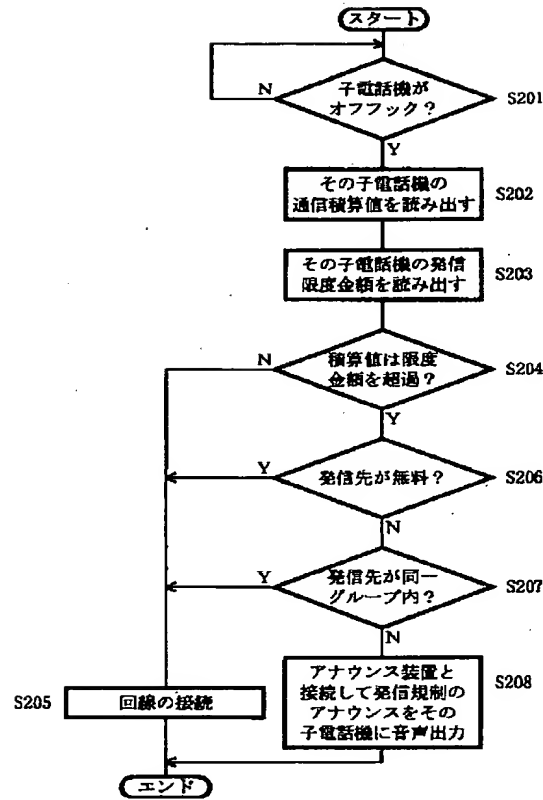 スタート
子電話機が
オフフック?
N
Y
S201
その子電話機の
通信積算値を読み出す
S202
その子電話機の発信
限度金額を読み出す
S203
積算値は限度
金額を超過?
N
Y
S204
発信先が無料?
Y
N
S206
発信先が同一
グループ内?
Y
N
S207
アナウンス装置と
接続して発信規制の
アナウンスをその
子電話機に音声出力
S208
S205
回線の接続
エンド